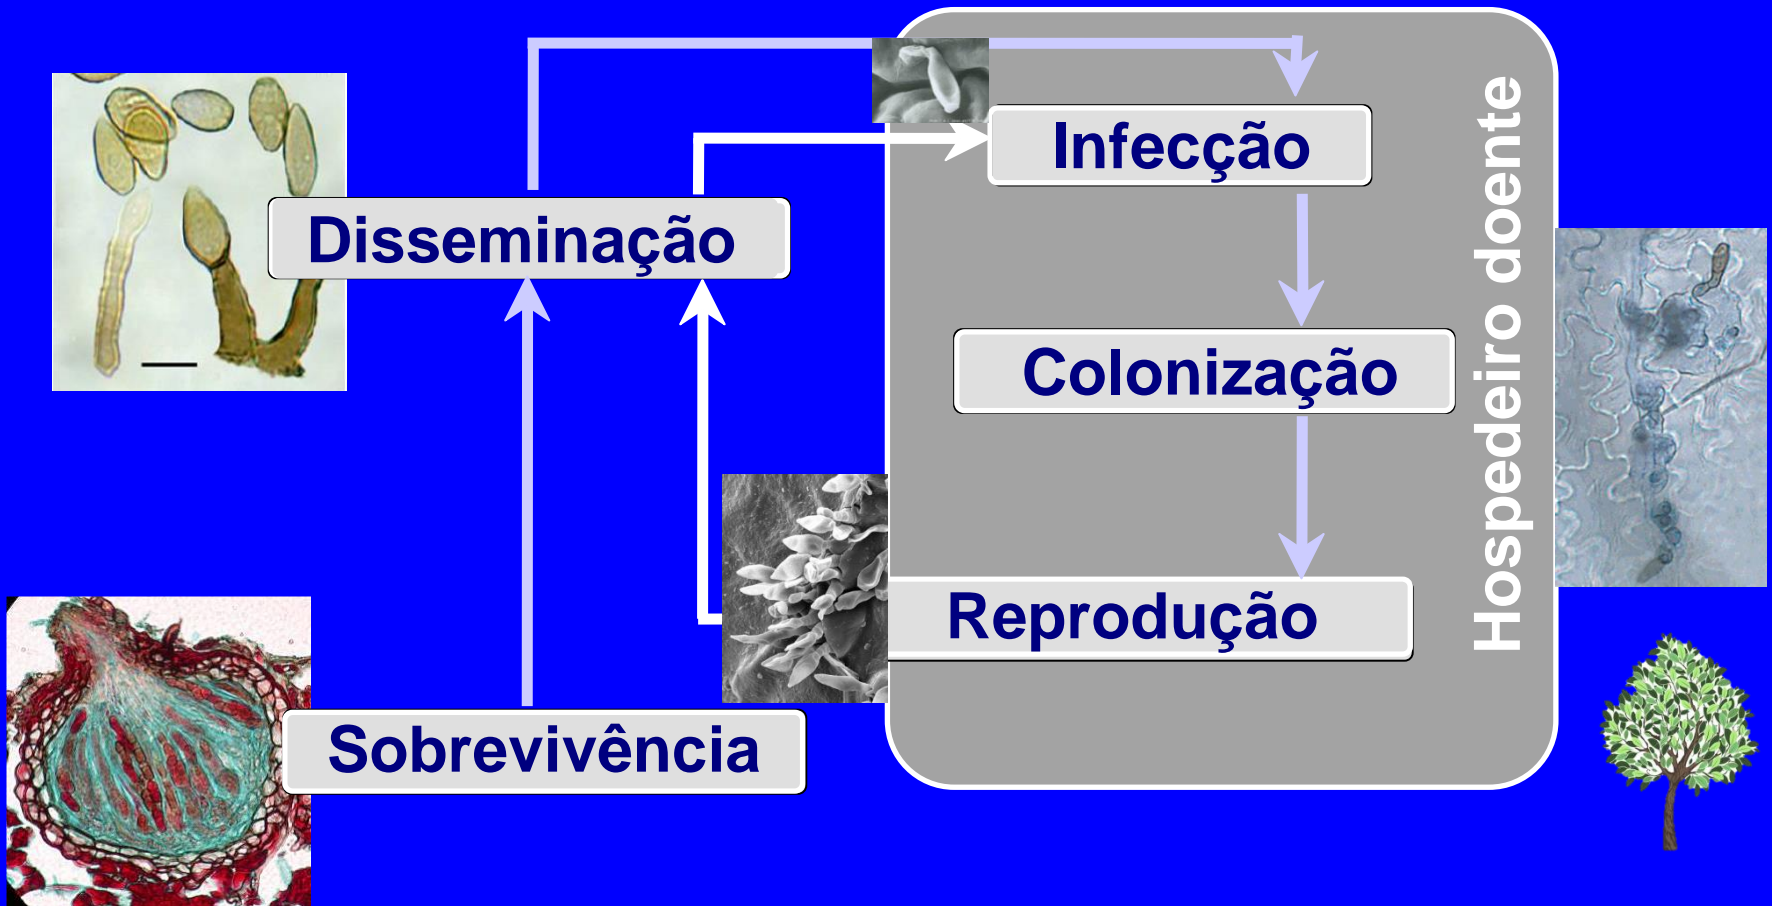 Infecção
Disseminação
Colonização
Reprodução
Sobrevivência
Hospedeiro doente